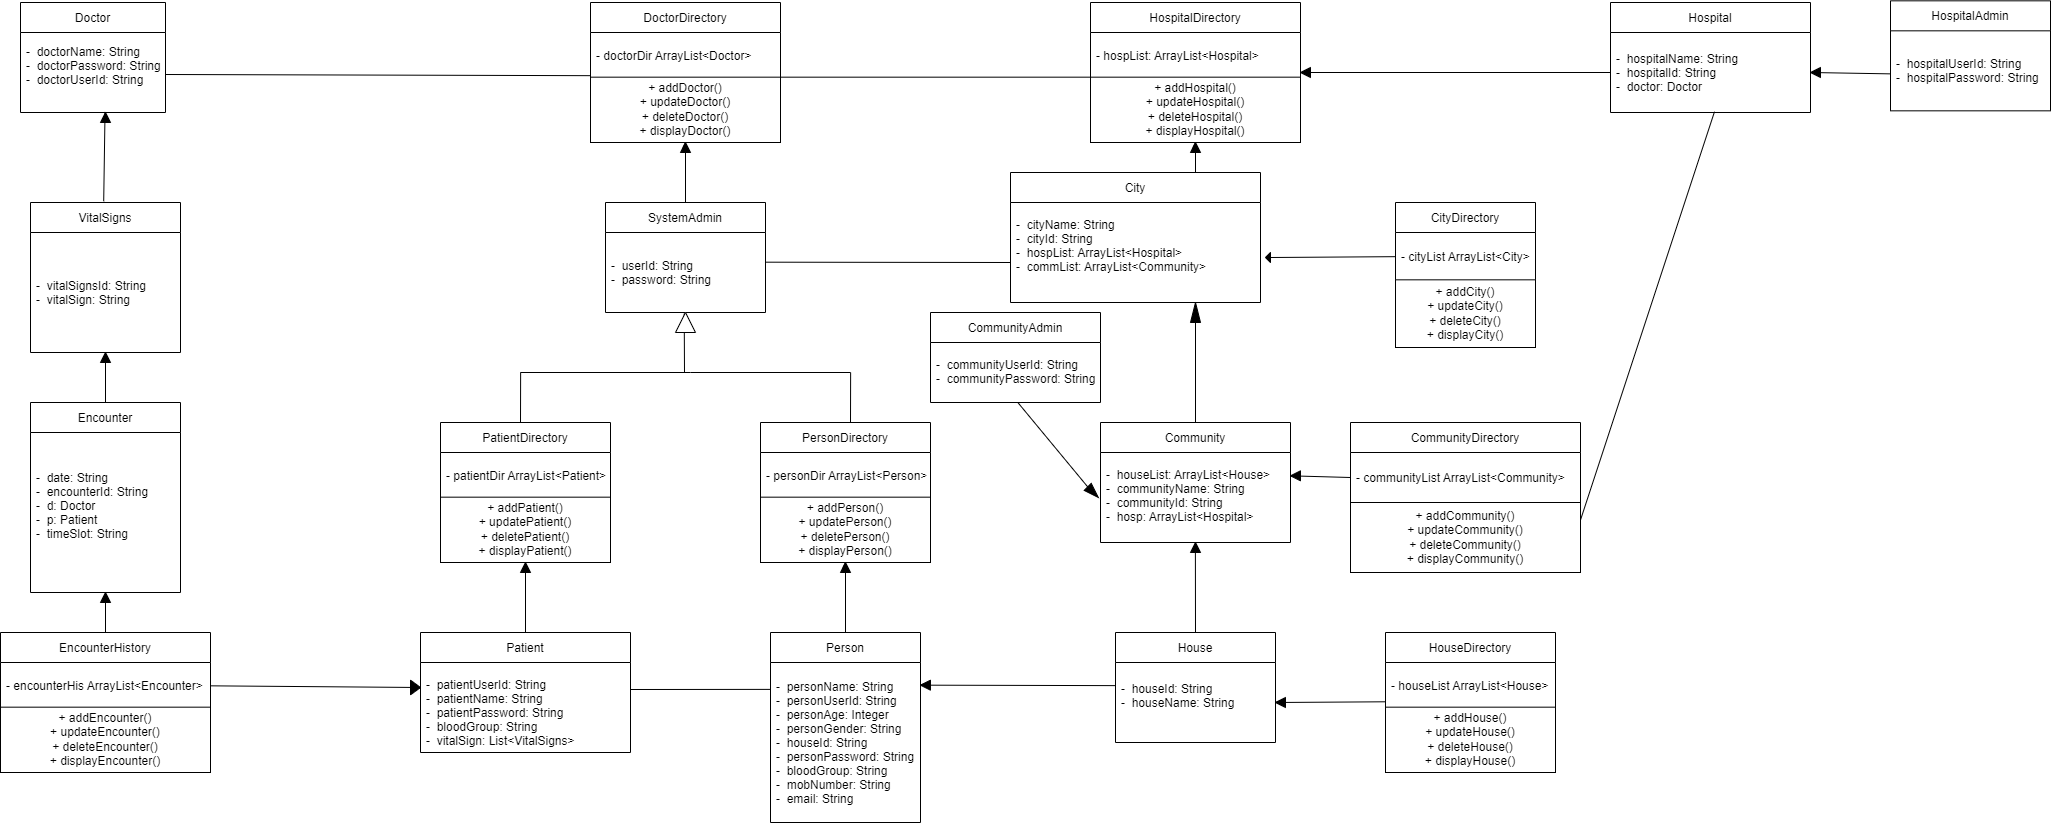 Doctor
- doctorName: String
- doctorPassword: String
- doctorUserId: String
DoctorDirectory
- doctorDir ArrayList<Doctor>
+ addDoctor()
+ updateDoctor()
+ deleteDoctor()
+ displayDoctor()
HospitalDirectory
- hospList: ArrayList<Hospital>
+ addHospital()
+ updateHospital()
+ deleteHospital()
+ displayHospital()
Hospital
- hospitalName: String
- hospitalId: String
- doctor: Doctor
HospitalAdmin
- hospitalUserId: String
- hospitalPassword: String
VitalSigns
- vitalSignsId: String
- vitalSign: String
SystemAdmin
- userId: String
- password: String
City
- cityName: String
- cityId: String
- hospList: ArrayList<Hospital>
- commList: ArrayList<Community>
CityDirectory
- cityList ArrayList<City>
+ addCity()
+ updateCity()
+ deleteCity()
+ displayCity()
CommunityAdmin
- communityUserId: String
- communityPassword: String
Encounter
- date: String
- encounterId: String
- d: Doctor
- p: Patient
- timeSlot: String
PatientDirectory
- patientDir ArrayList<Patient>
+ addPatient()
+ updatePatient()
+ deletePatient()
+ displayPatient()
PersonDirectory
- personDir ArrayList<Person>
+ addPerson()
+ updatePerson()
+ deletePerson()
+ displayPerson()
Community
- houseList: ArrayList<House>
- communityName: String
- communityId: String
- hosp: ArrayList<Hospital>
CommunityDirectory
- communityList ArrayList<Community>
+ addCommunity()
+ updateCommunity()
+ deleteCommunity()
+ displayCommunity()
EncounterHistory
- encounterHis ArrayList<Encounter>
+ addEncounter()
+ updateEncounter()
+ deleteEncounter()
+ displayEncounter()
Patient
- patientUserId: String
- patientName: String
- patientPassword: String
- bloodGroup: String
- vitalSign: List<VitalSigns>
Person
- personName: String
- personUserId: String
- personAge: Integer
- personGender: String
- houseId: String
- personPassword: String
- bloodGroup: String
- mobNumber: String
- email: String
House
- houseId: String
- houseName: String
HouseDirectory
- houseList ArrayList<House>
+ addHouse()
+ updateHouse()
+ deleteHouse()
+ displayHouse()